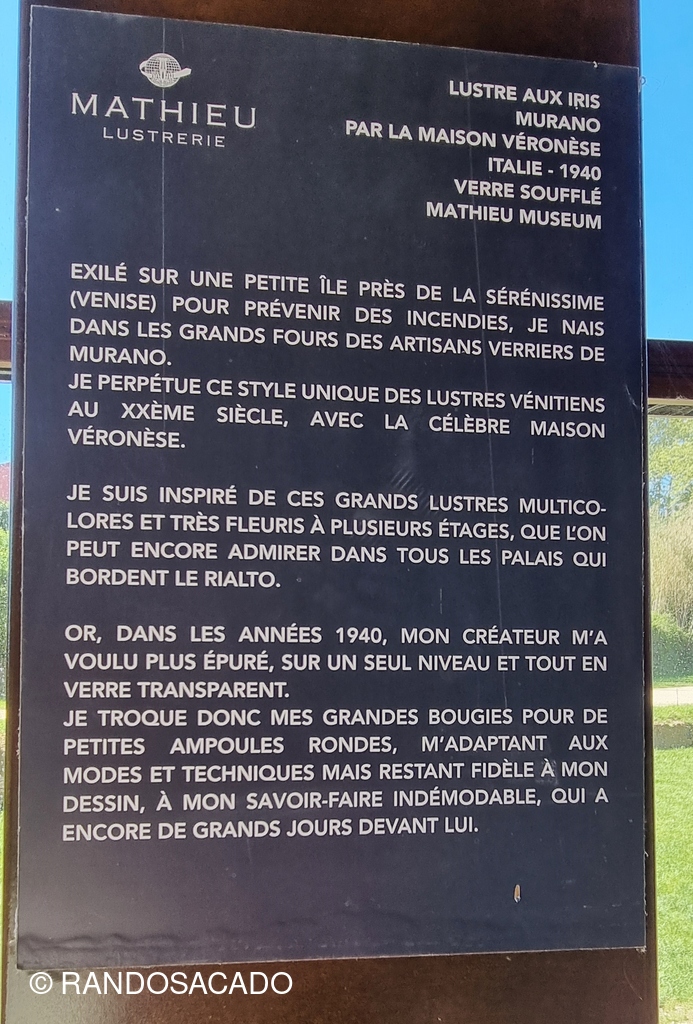 MATHIEU
LUSTRERIE
LUSTRE AUX IRIS
MURANO
PAR LA MAISON VÉRONÈSE
ITALIE - 1940
VERRE SOUFFLÉ
MATHIEU MUSEUM
EXILÉ SUR UNE PETITE ÎLE PRÈS DE LA SÉRÉNISSIME
(VENISE) POUR PRÉVENIR DES INCENDIES, JE NAIS
DANS LES GRANDS FOURS DES ARTISANS VERRIERS DE
MURANO.
JE PERPÉTUE CE STYLE UNIQUE DES LUSTRES VÉNITIENS
AU XXÈME SIÈCLE, AVEC LA CÉLÈBRE MAISON
VÉRONÈSE.
JE SUIS INSPIRÉ DE CES GRANDS LUSTRES MULTICO-
LORES ET TRÈS FLEURIS À PLUSIEURS ÉTAGES, QUE L'ON
PEUT ENCORE ADMIRER DANS TOUS LES PALAIS QUI
BORDENT LE RIALTO.
OR, DANS LES ANNÉES 1940, MON CRÉATEUR M'A
VOULU PLUS ÉPURÉ, SUR UN SEUL NIVEAU ET TOUT EN
VERRE TRANSPARENT.
JE TROQUE DONC MES GRANDES BOUGIES POUR DE
PETITES AMPOULES RONDES, M'ADAPTANT AUX
MODES ET TECHNIQUES MAIS RESTANT FIDÈLE À MON
DESSIN, À MON SAVOIR-FAIRE INDÉMODABLE, QUI A
ENCORE DE GRANDS JOURS DEVANT LUI.
© RANDOSACADO